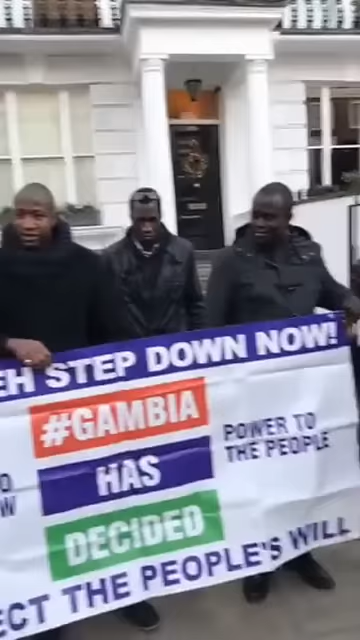 EH STEP DOWN NOW!
#GAMBIA
HAS
DECIDED
POWER TO
THE PEOPLE
ECT THE PEOPLE'S WILL